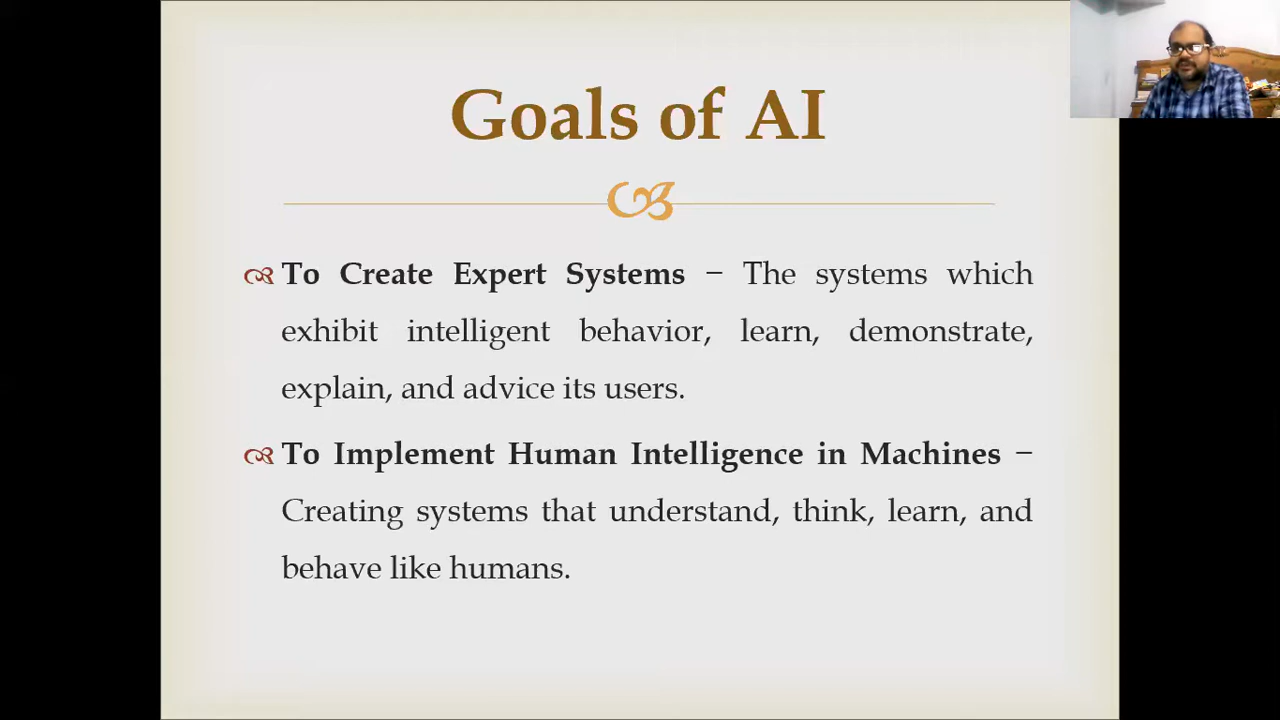 Goals of AI
To Create Expert Systems − The systems which
exhibit intelligent behavior, learn, demonstrate,
explain, and advice its users.
To Implement Human Intelligence in Machines −
Creating systems that understand, think, learn, and
behave like humans.